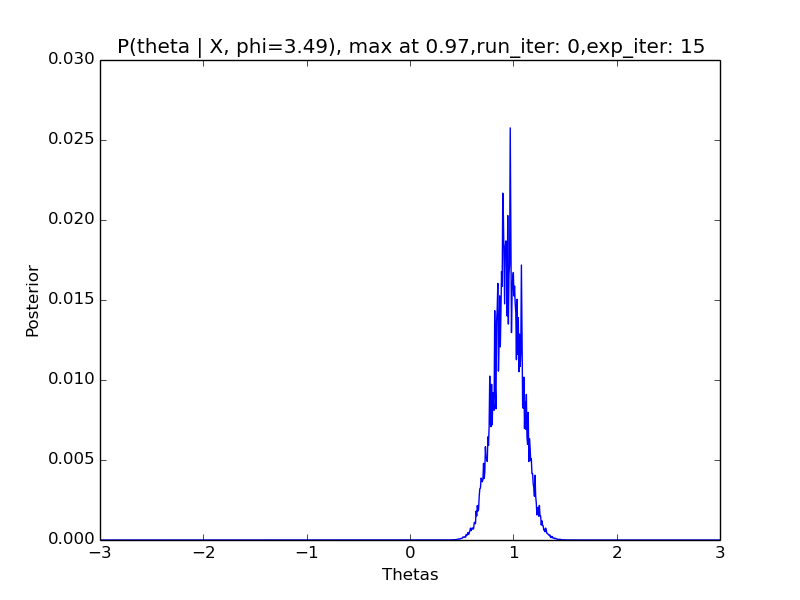 P(theta | X, phi=3.49), max at 0.97,run_iter: 0,exp_iter: 15
0.030
0.025
0.020
0.015
0.010
0.005
0.000
Posterior
−3 −2 −1 0 1 2 3
Thetas